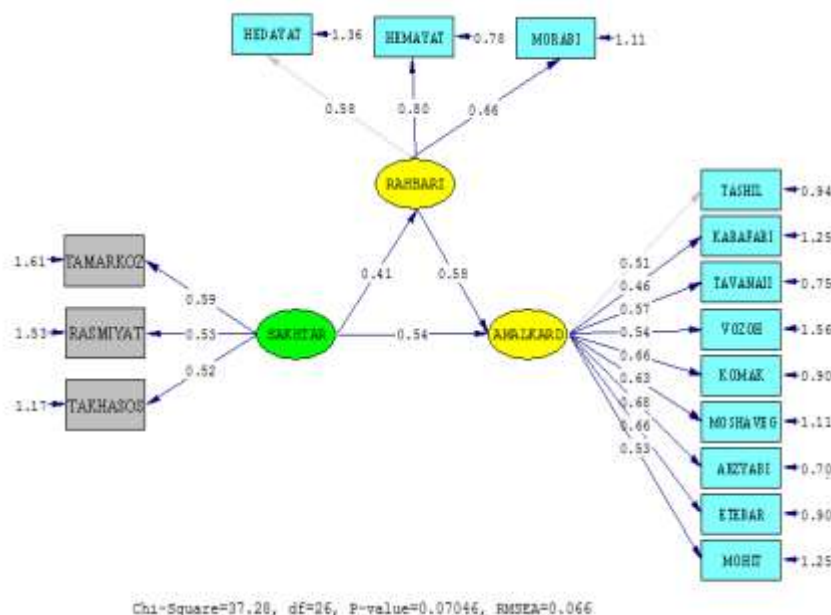 HEDAYAT 1.36
HEMAYAT 0.78
MORABI 1.11
0.58
0.80
0.66
RAHBARI
TASHIL 0.94
KARAFARI 1.25
TAVANAII 0.75
VOZOH 1.56
KOMAK 0.90
MOSHAVEG 1.11
ARZYABI 0.70
ETEBAR 0.90
MOHIT 1.25
0.51
0.46
0.57
0.54
0.66
0.63
0.68
0.66
0.53
1.61 TAMARKOZ
1.53 RASMIYAT
1.17 TAKHASOS
0.59
0.53
0.52
0.41
0.58
SAKHTAR
0.54
AMALKARD
Chi-Square=37.28, df=26, P-value=0.07046, RMSEA=0.066